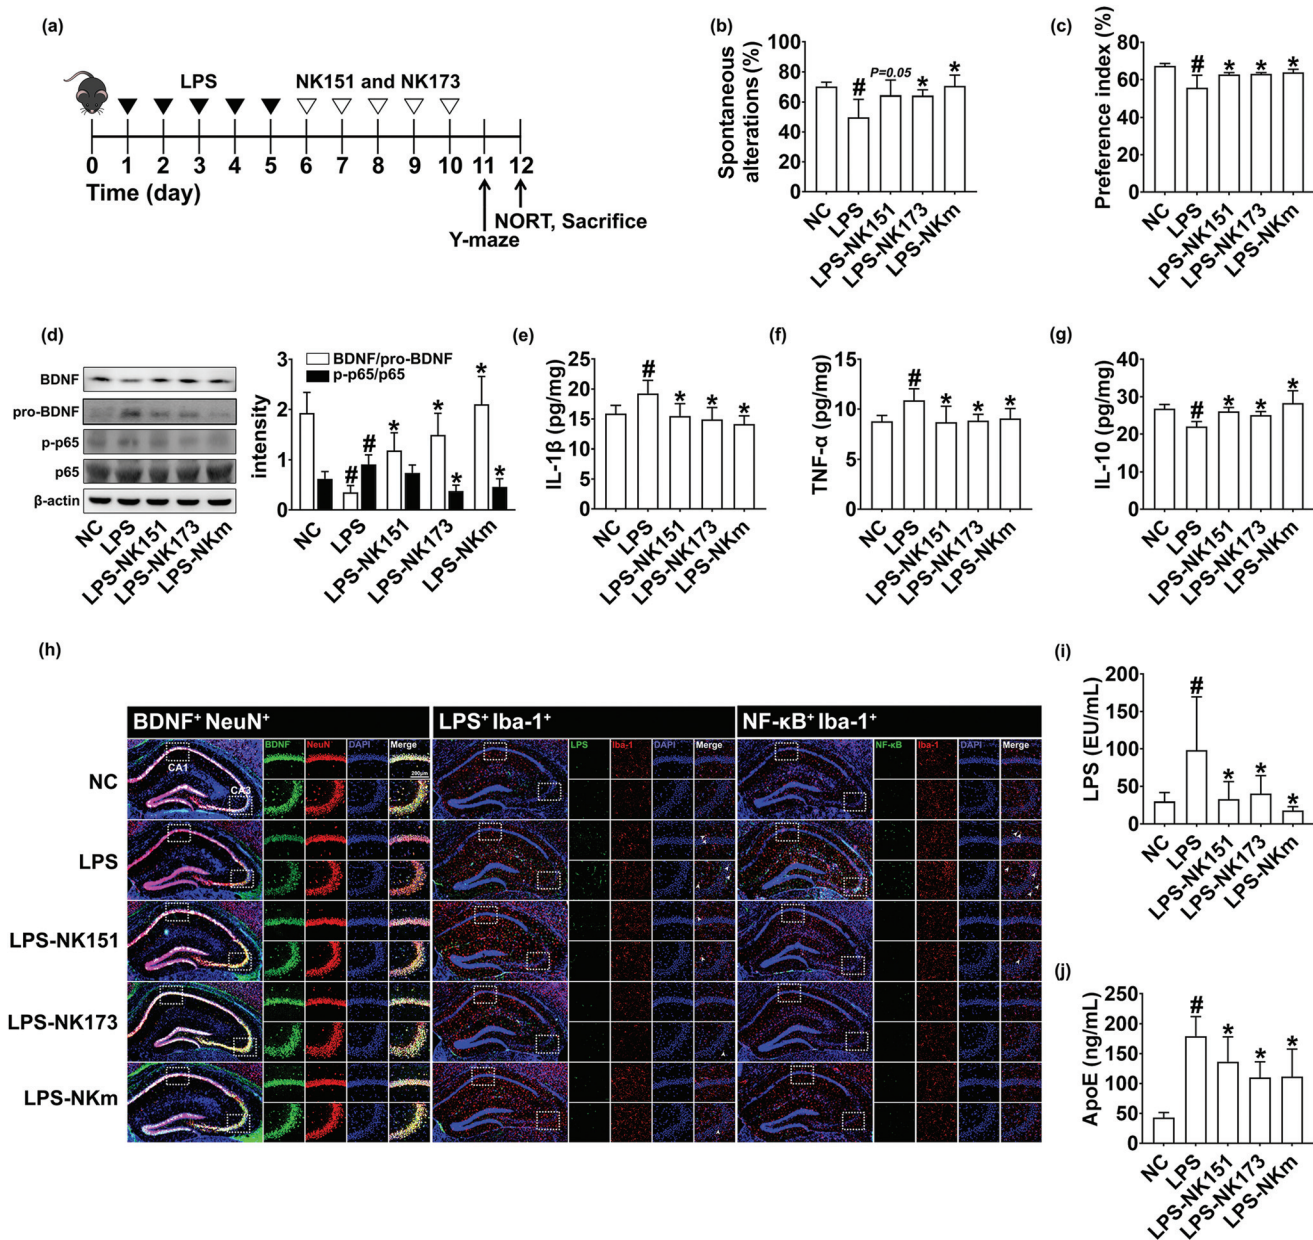 (a)
LPS
NK151 and NK173
0 1 2 3 4 5 6 7 8 9 10 11 12
Time (day)
NORT, Sacrifice
Y-maze
(b)
Spontaneous
alterations (%)
100
80
60
40
20
0
#
P=0.05
*
*
NC
LPS
LPS-NK151
LPS-NK173
LPS-NKm
(c)
Preference index (%)
80
60
40
20
0
#
*
*
*
NC
LPS
LPS-NK151
LPS-NK173
LPS-NKm
(d)
BDNF
pro-BDNF
p-p65
p65
β-actin
NC
LPS
LPS-NK151
LPS-NK173
LPS-NKm
intensity
3
2
1
0
BDNF/pro-BDNF
p-p65/p65
#
#
*
*
*
*
*
NC
LPS
LPS-NK151
LPS-NK173
LPS-NKm
(e)
IL-1β (pg/mg)
25
20
15
10
5
0
#
*
*
*
NC
LPS
LPS-NK151
LPS-NK173
LPS-NKm
(f)
TNF-α (pg/mg)
15
10
5
0
#
*
*
*
NC
LPS
LPS-NK151
LPS-NK173
LPS-NKm
(g)
IL-10 (pg/mg)
40
30
20
10
0
#
*
*
*
NC
LPS
LPS-NK151
LPS-NK173
LPS-NKm
(h)
BDNF⁺ NeuN⁺
LPS⁺ Iba-1⁺
NF-κB⁺ Iba-1⁺
BDNF NeuN DAPI Merge
LPS Iba-1 DAPI Merge
NF-κB Iba-1 DAPI Merge
CA1
CA3
200μm
NC
LPS
LPS-NK151
LPS-NK173
LPS-NKm
(i)
LPS (EU/mL)
200
150
100
50
0
#
*
*
*
NC
LPS
LPS-NK151
LPS-NK173
LPS-NKm
(j)
ApoE (ng/mL)
250
200
150
100
50
0
#
*
*
*
NC
LPS
LPS-NK151
LPS-NK173
LPS-NKm